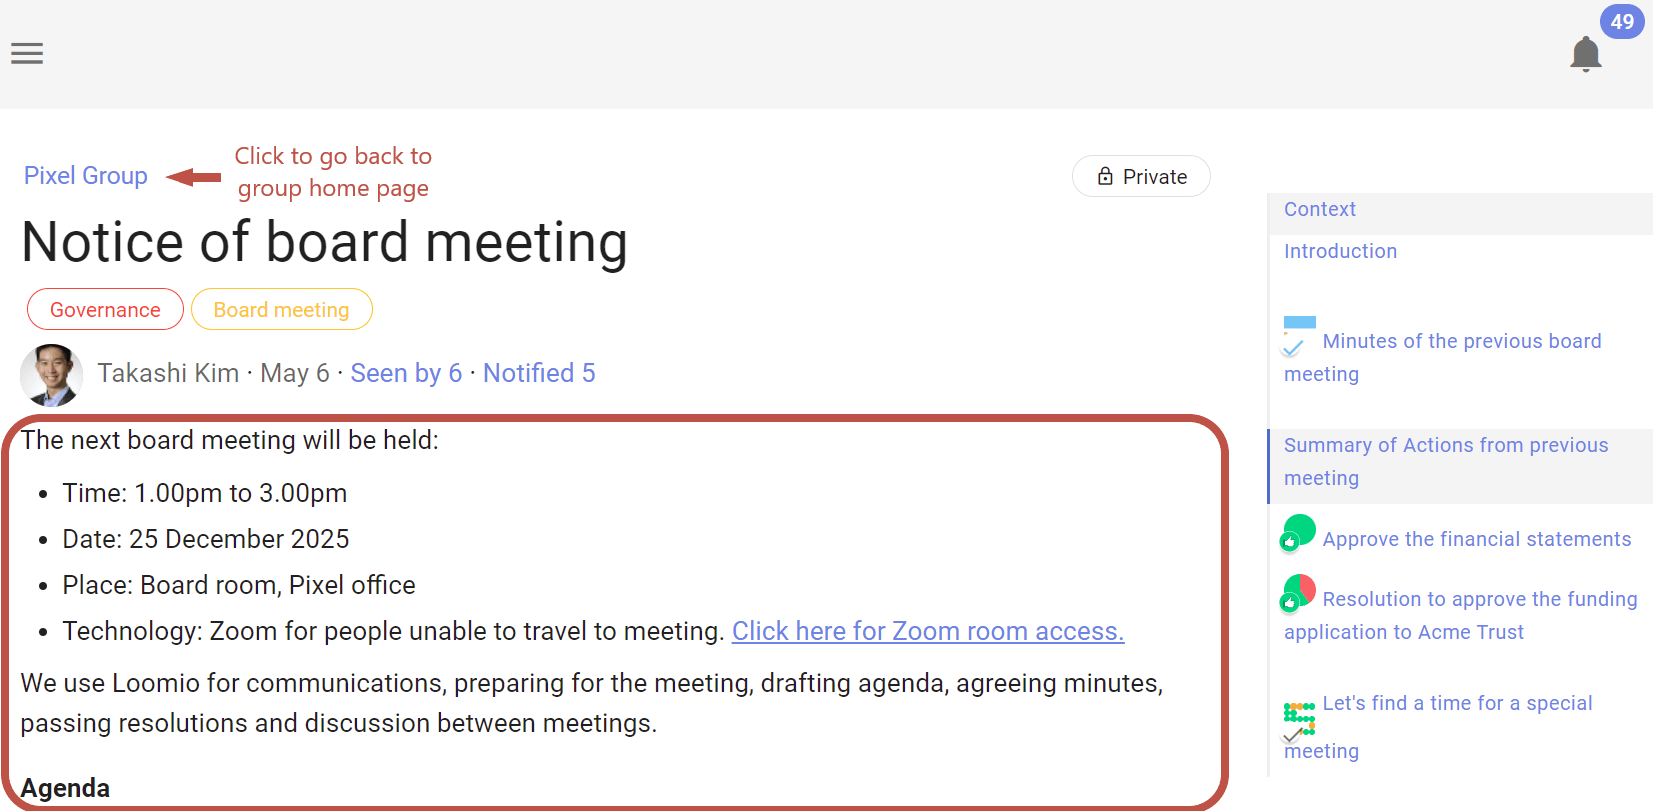 49
Pixel Group
Click to go back to
group home page
Private
Notice of board meeting
Governance
Board meeting
Takashi Kim · May 6 · Seen by 6 · Notified 5
The next board meeting will be held:
• Time: 1.00pm to 3.00pm
• Date: 25 December 2025
• Place: Board room, Pixel office
• Technology: Zoom for people unable to travel to meeting. Click here for Zoom room access.
We use Loomio for communications, preparing for the meeting, drafting agenda, agreeing minutes,
passing resolutions and discussion between meetings.
Agenda
Context
Introduction
Minutes of the previous board
meeting
Summary of Actions from previous
meeting
Approve the financial statements
Resolution to approve the funding
application to Acme Trust
Let's find a time for a special
meeting